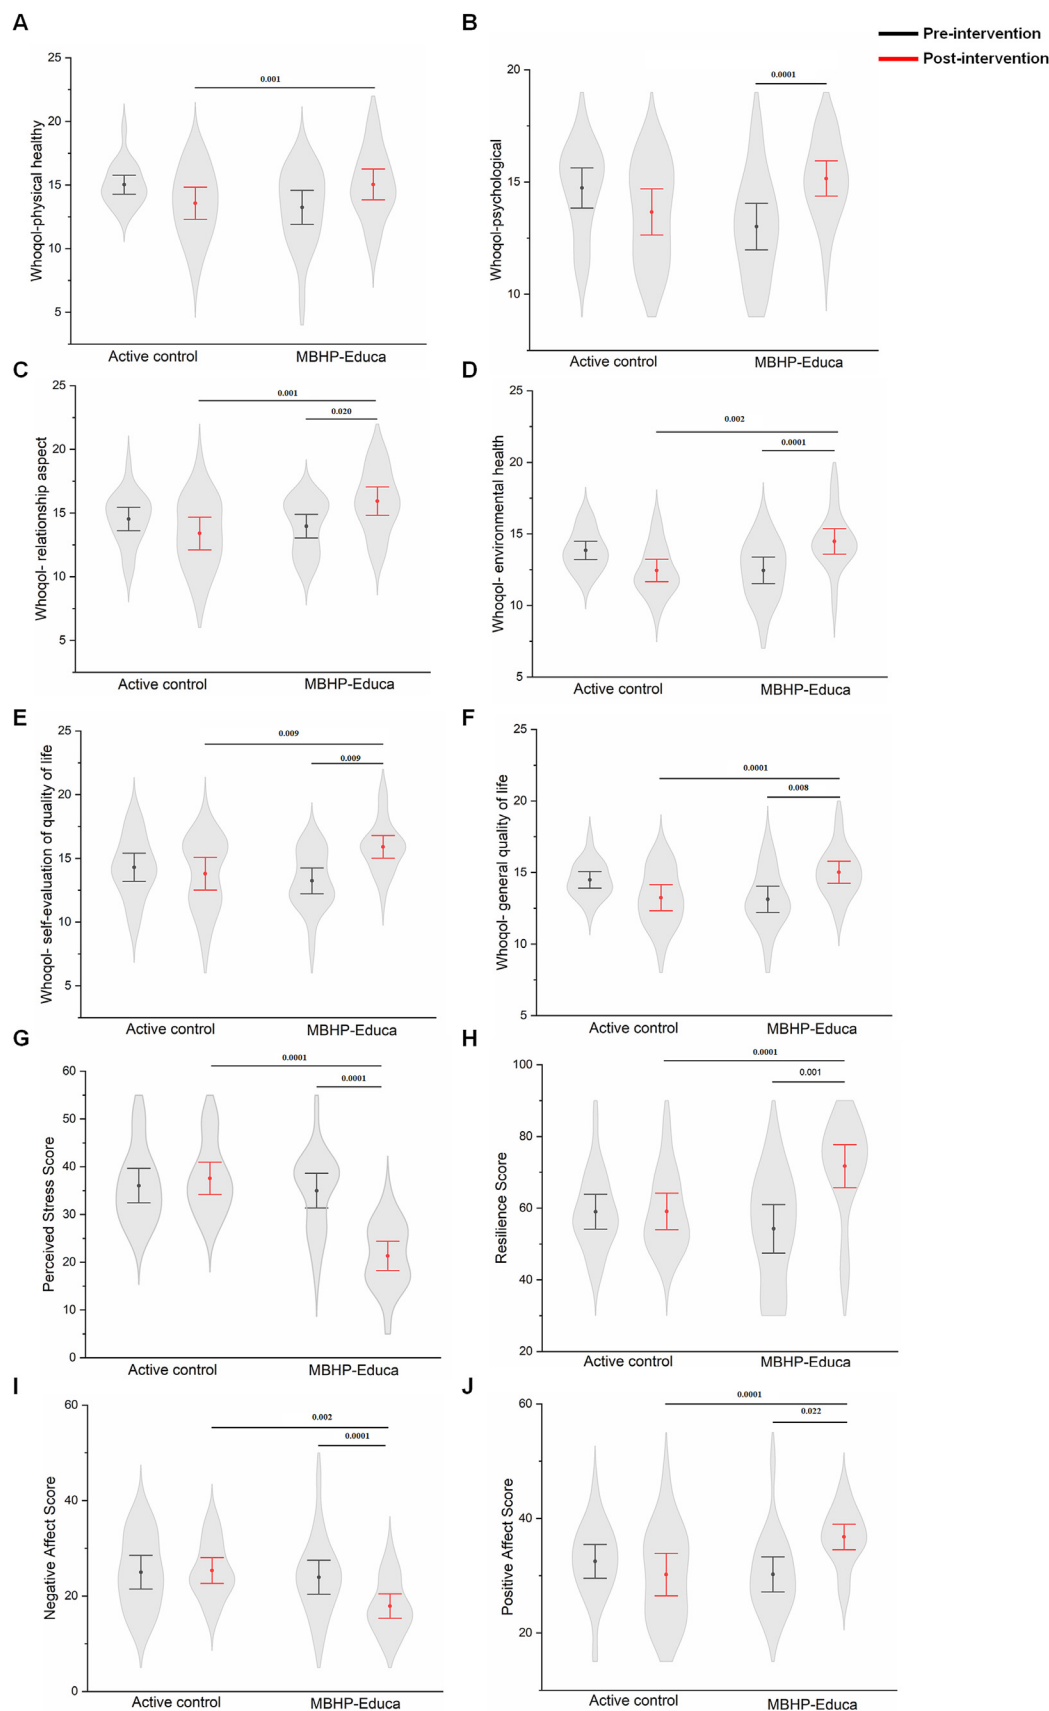 A
B
Pre-intervention
Post-intervention
25
20
15
10
5
Whoqol-physical healthy
0.001
Active control
MBHP-Educa
20
15
10
Whoqol-psychological
0.0001
Active control
MBHP-Educa
C
D
25
20
15
10
5
Whoqol- relationship aspect
0.001
0.020
Active control
MBHP-Educa
25
20
15
10
5
Whoqol- environmental health
0.002
0.0001
Active control
MBHP-Educa
E
F
25
20
15
10
5
Whoqol- self-evaluation of quality of life
0.009
0.009
Active control
MBHP-Educa
25
20
15
10
5
Whoqol- general quality of life
0.0001
0.008
Active control
MBHP-Educa
G
H
60
50
40
30
20
10
0
Perceived Stress Score
0.0001
0.0001
Active control
MBHP-Educa
100
80
60
40
20
Resilience Score
0.0001
0.001
Active control
MBHP-Educa
I
J
60
40
20
0
Negative Affect Score
0.002
0.0001
Active control
MBHP-Educa
60
40
20
Positive Affect Score
0.0001
0.022
Active control
MBHP-Educa